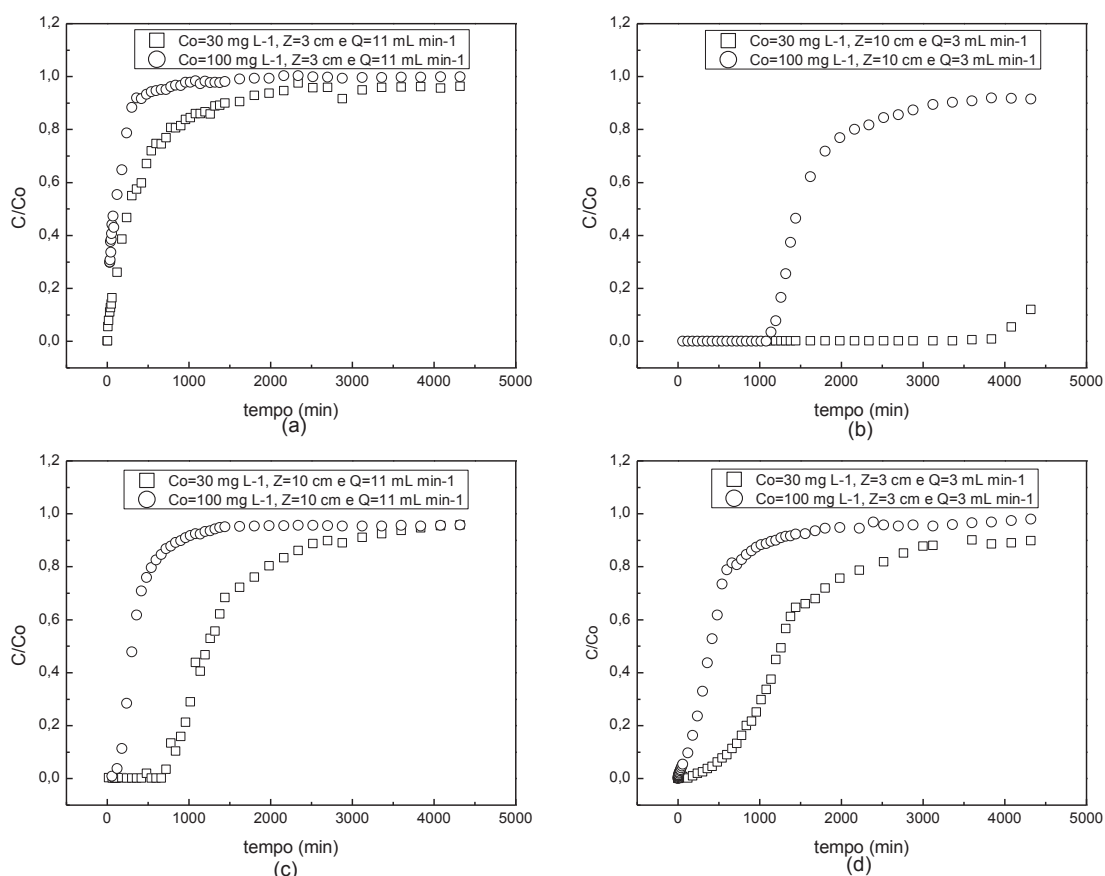 Co=30 mg L-1, Z=3 cm e Q=11 mL min-1
Co=100 mg L-1, Z=3 cm e Q=11 mL min-1
C/Co
1,2
1,0
0,8
0,6
0,4
0,2
0,0
0
1000
2000
3000
4000
5000
tempo (min)
(a)
Co=30 mg L-1, Z=10 cm e Q=3 mL min-1
Co=100 mg L-1, Z=10 cm e Q=3 mL min-1
C/Co
1,2
1,0
0,8
0,6
0,4
0,2
0,0
0
1000
2000
3000
4000
5000
tempo (min)
(b)
Co=30 mg L-1, Z=10 cm e Q=11 mL min-1
Co=100 mg L-1, Z=10 cm e Q=11 mL min-1
C/Co
1,2
1,0
0,8
0,6
0,4
0,2
0,0
0
1000
2000
3000
4000
5000
tempo (min)
(c)
Co=30 mg L-1, Z=3 cm e Q=3 mL min-1
Co=100 mg L-1, Z=3 cm e Q=3 mL min-1
C/Co
1,2
1,0
0,8
0,6
0,4
0,2
0,0
0
1000
2000
3000
4000
5000
tempo (min)
(d)